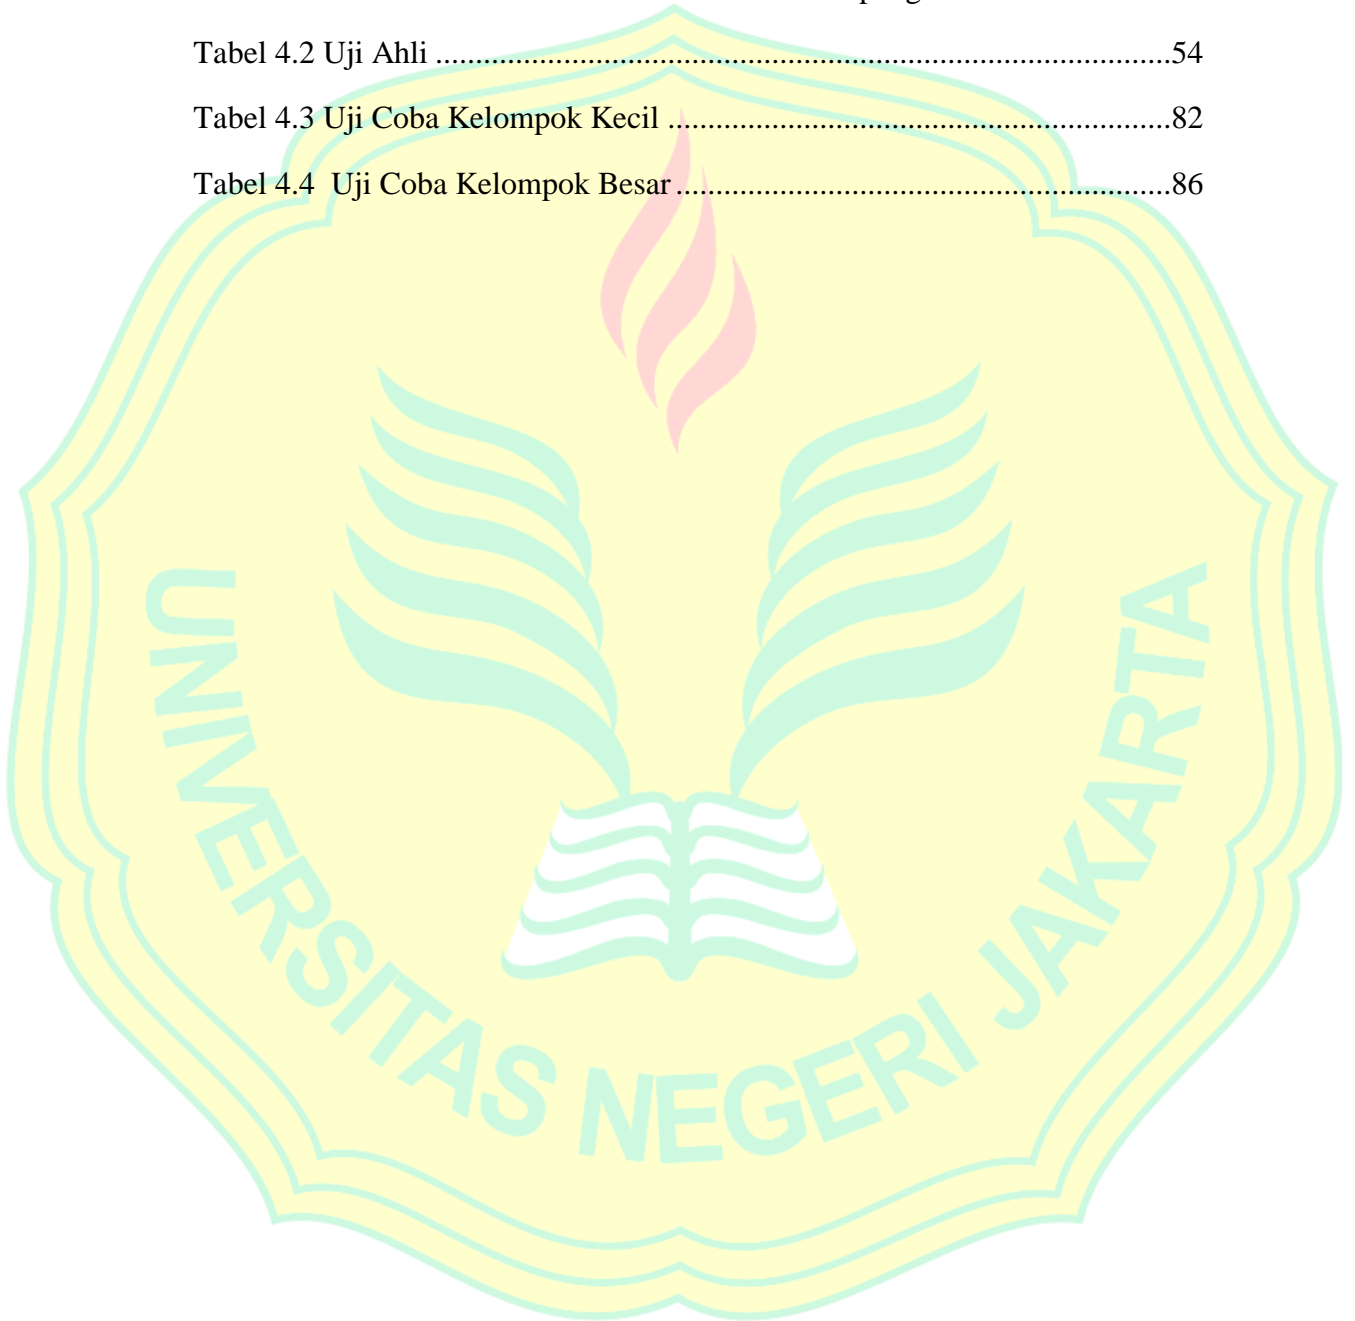 Tabel 4.2 Uji Ahli ............................................................................................54
Tabel 4.3 Uji Coba Kelompok Kecil ...............................................................82
Tabel 4.4  Uji Coba Kelompok Besar ..............................................................86
UNIVERSITAS NEGERI JAKARTA